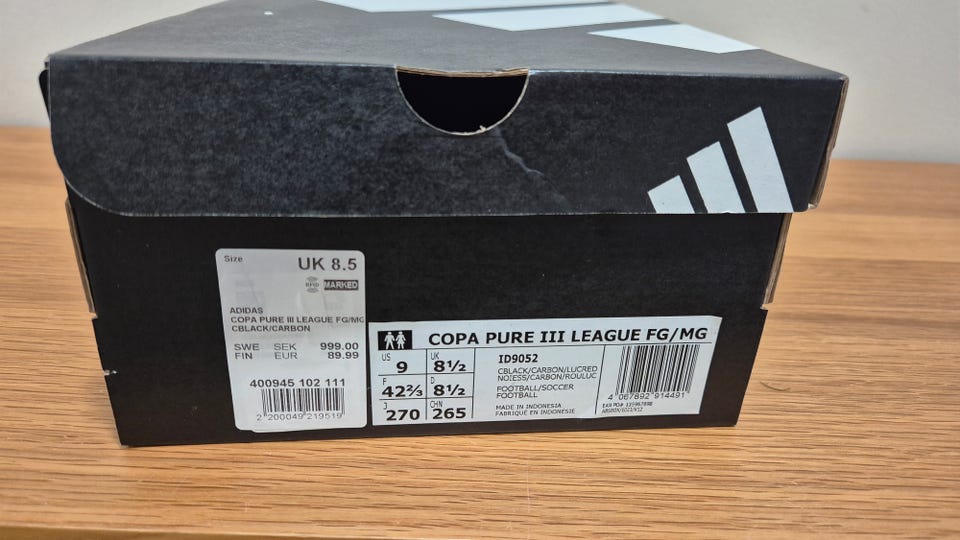 Size
UK 8.5
RFID MARKED
ADIDAS
COPA PURE III LEAGUE FG/MG
CBLACK/CARBON
SWE SEK 999.00
FIN EUR 89.99
400945 102 111
2 200049 219519
COPA PURE III LEAGUE FG/MG
US 9
UK 8½
F 42⅔
D 8½
J 270
CHN 265
ID9052
CBLACK/CARBON/LUCRED
NOIESS/CARBON/ROULUC
FOOTBALL/SOCCER
FOOTBALL
MADE IN INDONESIA
FABRIQUÉ EN INDONÉSIE
4 067892 914491